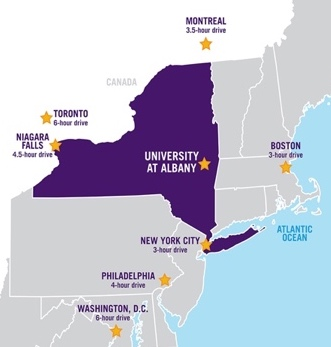 MONTREAL
3.5-hour drive
CANADA
TORONTO
6-hour drive
NIAGARA
FALLS
4.5-hour drive
UNIVERSITY
AT ALBANY
BOSTON
3-hour drive
ATLANTIC
OCEAN
NEW YORK CITY
3-hour drive
PHILADELPHIA
4-hour drive
WASHINGTON, D.C.
6-hour drive